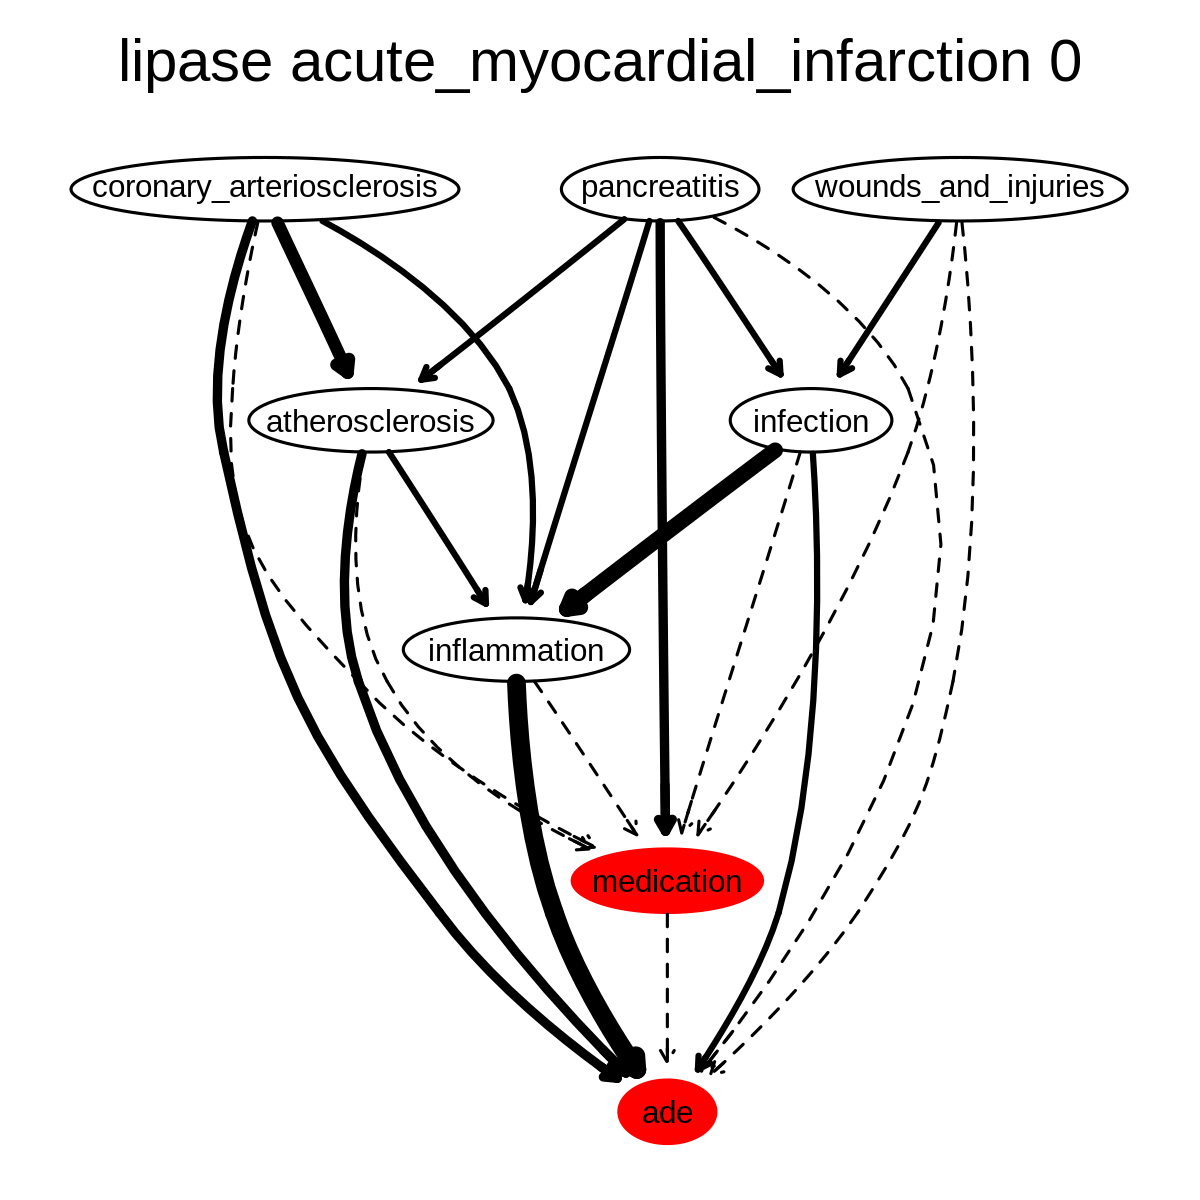 lipase acute_myocardial_infarction 0
coronary_arteriosclerosis pancreatitis wounds_and_injuries
atherosclerosis infection
inflammation
medication
ade